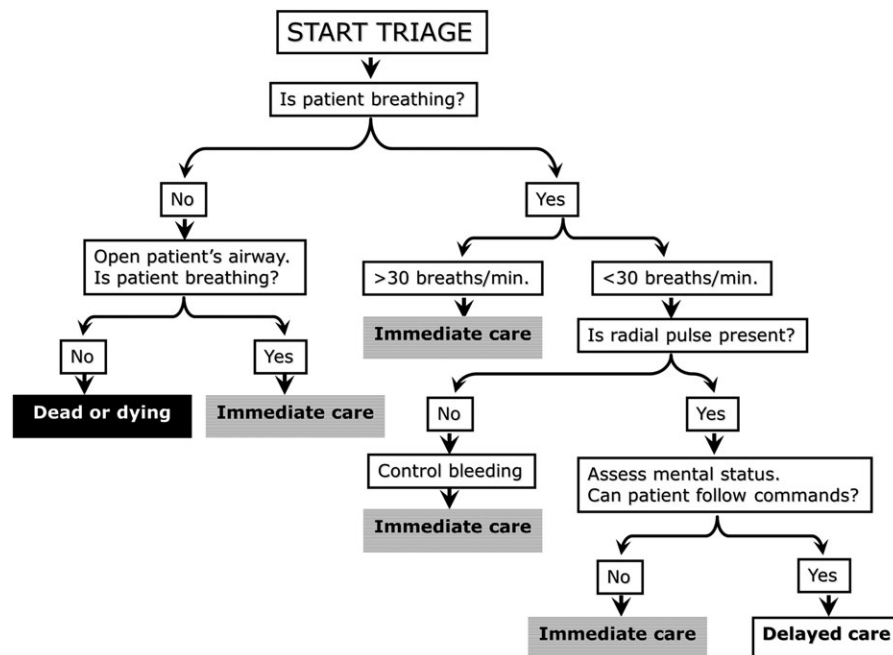 START TRIAGE
Is patient breathing?
No
Yes
Open patient's airway.
Is patient breathing?
>30 breaths/min.
<30 breaths/min.
Immediate care
Is radial pulse present?
No
Yes
Dead or dying
Immediate care
No
Yes
Control bleeding
Assess mental status.
Can patient follow commands?
Immediate care
No
Yes
Immediate care
Delayed care